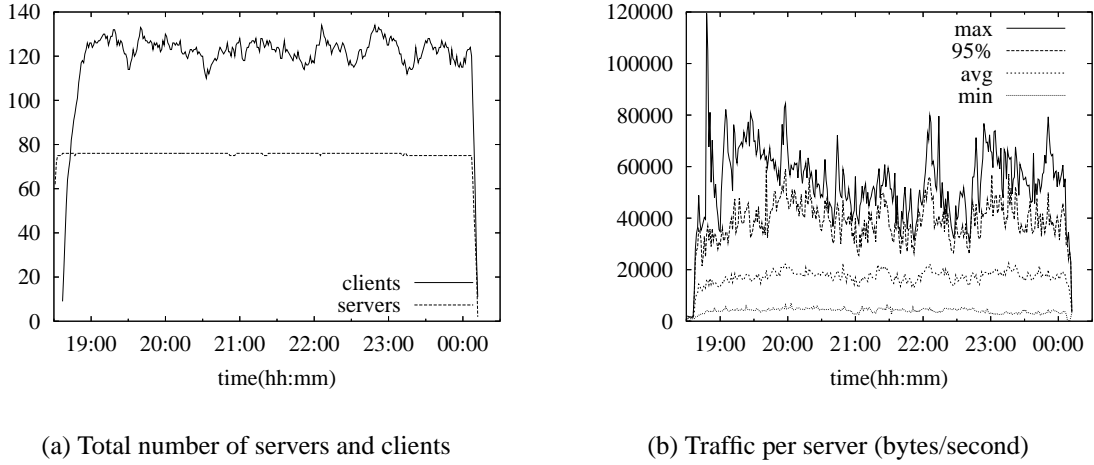 140
120
100
80
60
40
20
0
clients
servers
19:00 20:00 21:00 22:00 23:00 00:00
time(hh:mm)
(a) Total number of servers and clients
120000
100000
80000
60000
40000
20000
0
max
95%
avg
min
19:00 20:00 21:00 22:00 23:00 00:00
time(hh:mm)
(b) Traffic per server (bytes/second)